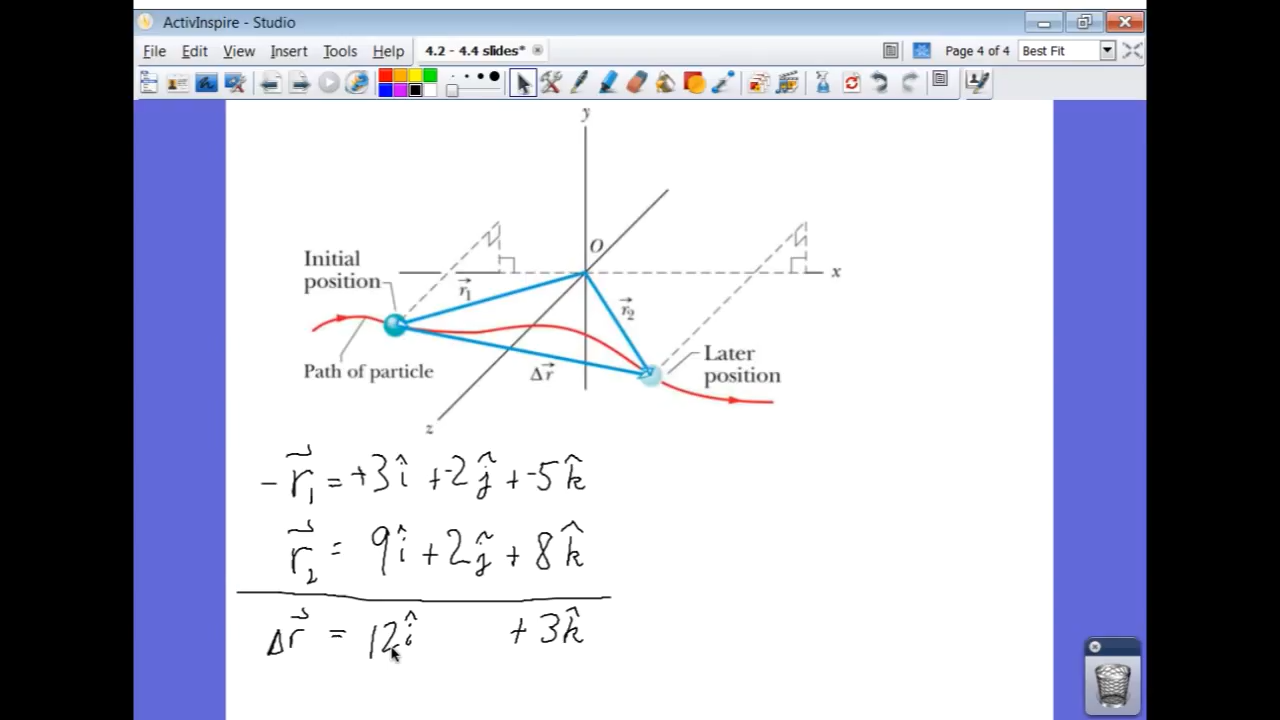 ActivInspire - Studio
File Edit View Insert Tools Help 4.2 - 4.4 slides* Page 4 of 4 Best Fit
y
O
Initial
position
x
r⃗₁
r⃗₂
Path of particle
Δr⃗
Later
position
z
-r⃗₁ = +3î + -2ĵ + -5k̂
r⃗₂ = 9î + 2ĵ + 8k̂
Δr⃗ = 12î + 3k̂